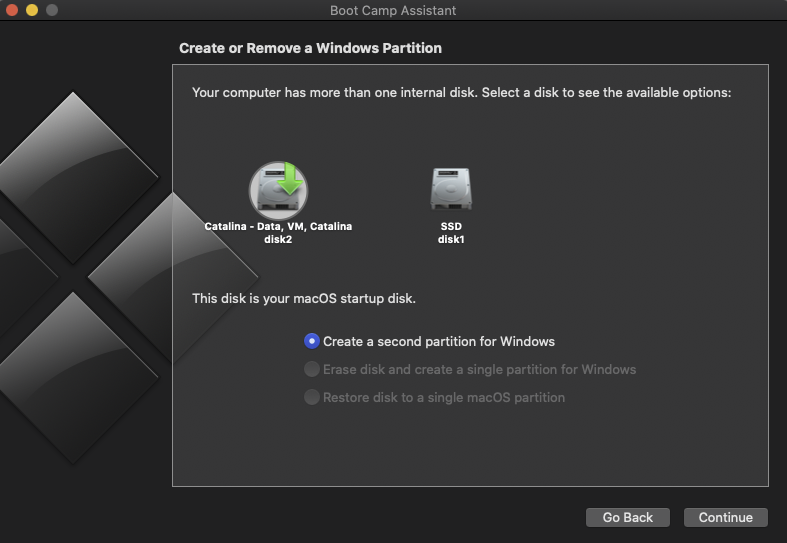 Boot Camp Assistant
Create or Remove a Windows Partition
Your computer has more than one internal disk. Select a disk to see the available options:
Catalina - Data, VM, Catalina
disk2
SSD
disk1
This disk is your macOS startup disk.
Create a second partition for Windows
Erase disk and create a single partition for Windows
Restore disk to a single macOS partition
Go Back
Continue